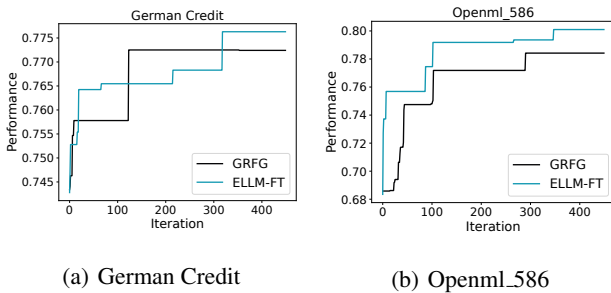 German Credit
0.775
0.770
0.765
0.760
0.755
0.750
0.745
Performance
GRFG
ELLM-FT
0 100 200 300 400
Iteration
(a) German Credit
Openml_586
0.80
0.78
0.76
0.74
0.72
0.70
0.68
Performance
GRFG
ELLM-FT
0 100 200 300 400
Iteration
(b) Openml_586